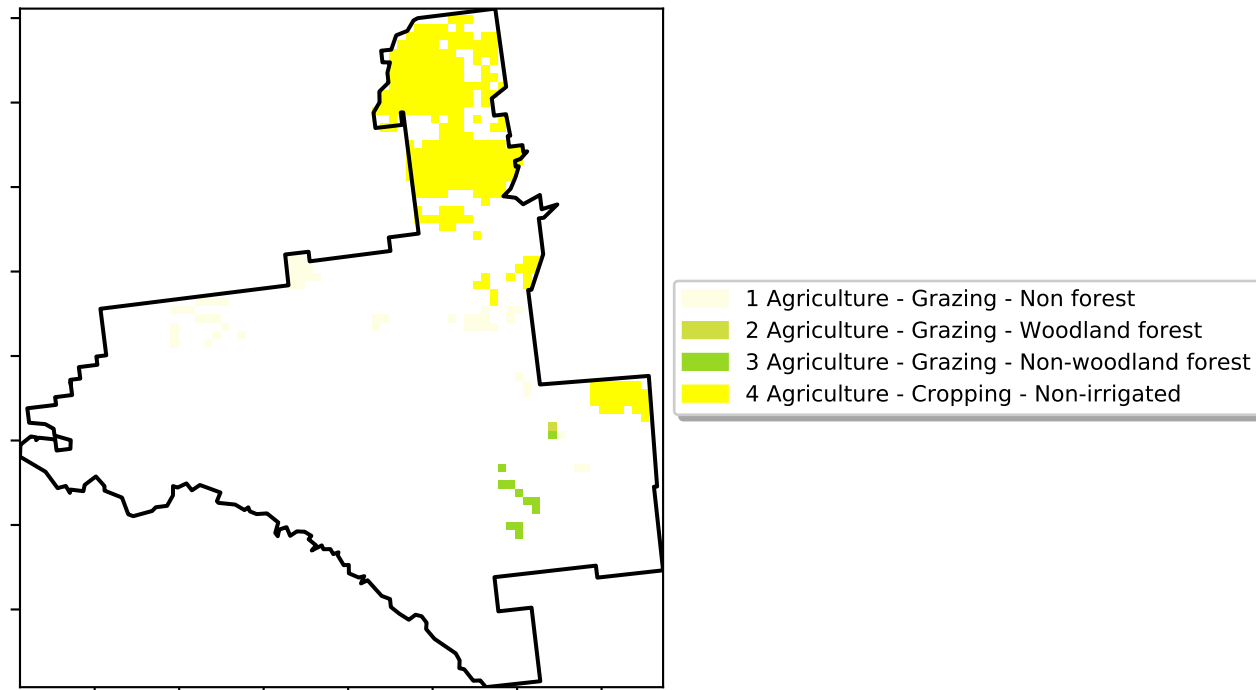 1 Agriculture - Grazing - Non forest
2 Agriculture - Grazing - Woodland forest
3 Agriculture - Grazing - Non-woodland forest
4 Agriculture - Cropping - Non-irrigated